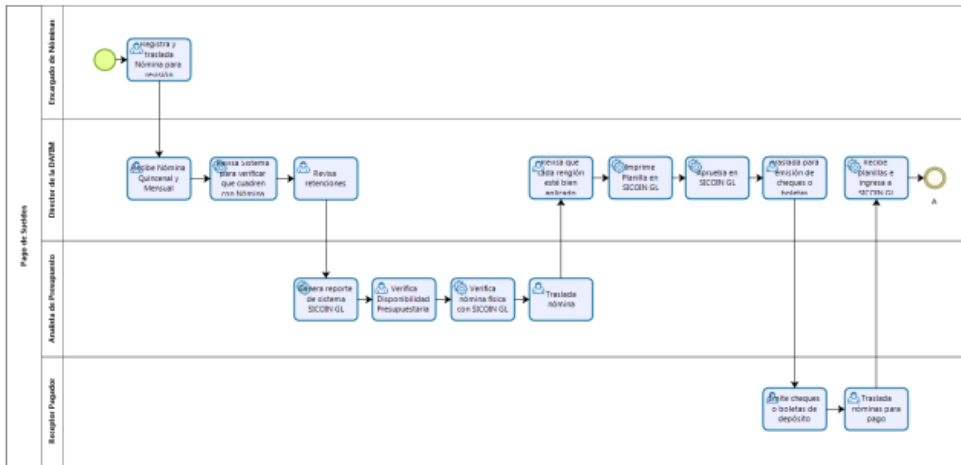 Pago de Sueldos
Encargado de Nóminas
Registra y
traslada
Nómina para
revisión
Director de la DAFIM
Recibe Nómina
Quincenal y
Mensual
Revisa Sistema
para verificar
que cuadren
con Nómina
Revisa
retenciones
Revisa que
cada renglón
esté bien
aplicado
Imprime
Planilla en
SICOIN GL
Aprueba en
SICOIN GL
Traslada para
emisión de
cheques o
boletas
Recibe
planillas e
ingresa a
SICOIN GL
A
Analista de Presupuesto
Genera reporte
de sistema
SICOIN GL
Verifica
Disponibilidad
Presupuestaria
Verifica
nómina física
con SICOIN GL
Traslada
nómina
Receptor Pagador
Emite cheques
o boletas de
depósito
Traslada
nóminas para
pago